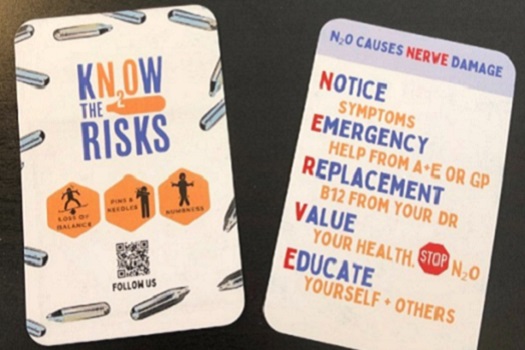 KNOW
N₂O
THE
RISKS
LOSS OF
BALANCE
PINS &
NEEDLES
NUMBNESS
FOLLOW US
N₂O CAUSES NERVE DAMAGE
NOTICE
SYMPTOMS
EMERGENCY
HELP FROM A+E OR GP
REPLACEMENT
B12 FROM YOUR DR
VALUE
YOUR HEALTH. STOP N₂O
EDUCATE
YOURSELF + OTHERS